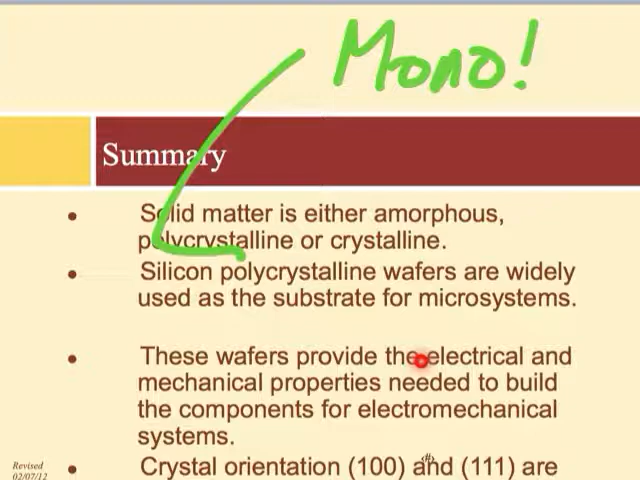 Mono!
Summary
• Solid matter is either amorphous,
polycrystalline or crystalline.
• Silicon polycrystalline wafers are widely
used as the substrate for microsystems.
• These wafers provide the electrical and
mechanical properties needed to build
the components for electromechanical
systems.
• Crystal orientation (100) and (111) are
‹#›
Revised
02/07/12